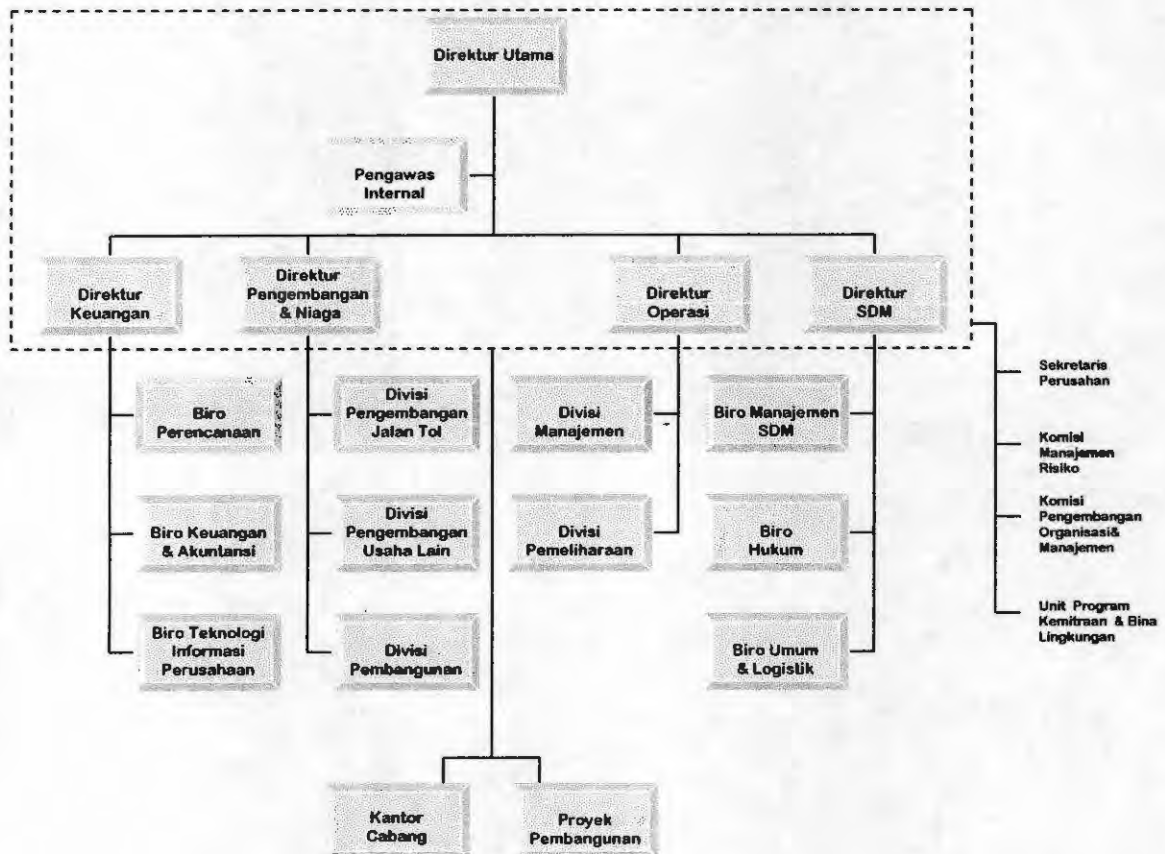 Direktur Utama
Pengawas
Internal
Direktur
Keuangan
Direktur
Pengembangan
& Niaga
Direktur
Operasi
Direktur
SDM
Biro
Perencanaan
Divisi
Pengembangan
Jalan Tol
Divisi
Manajemen
Biro Manajemen
SDM
Sekretaris
Perusahan
Komisi
Manajemen
Risiko
Biro Keuangan
& Akuntansi
Divisi
Pengembangan
Usaha Lain
Divisi
Pemeliharaan
Biro
Hukum
Komisi
Pengembangan
Organisasi&
Manajemen
Biro Teknologi
Informasi
Perusahaan
Divisi
Pembangunan
Biro Umum
& Logistik
Unit Program
Kemitraan & Bina
Lingkungan
Kantor
Cabang
Proyek
Pembangunan